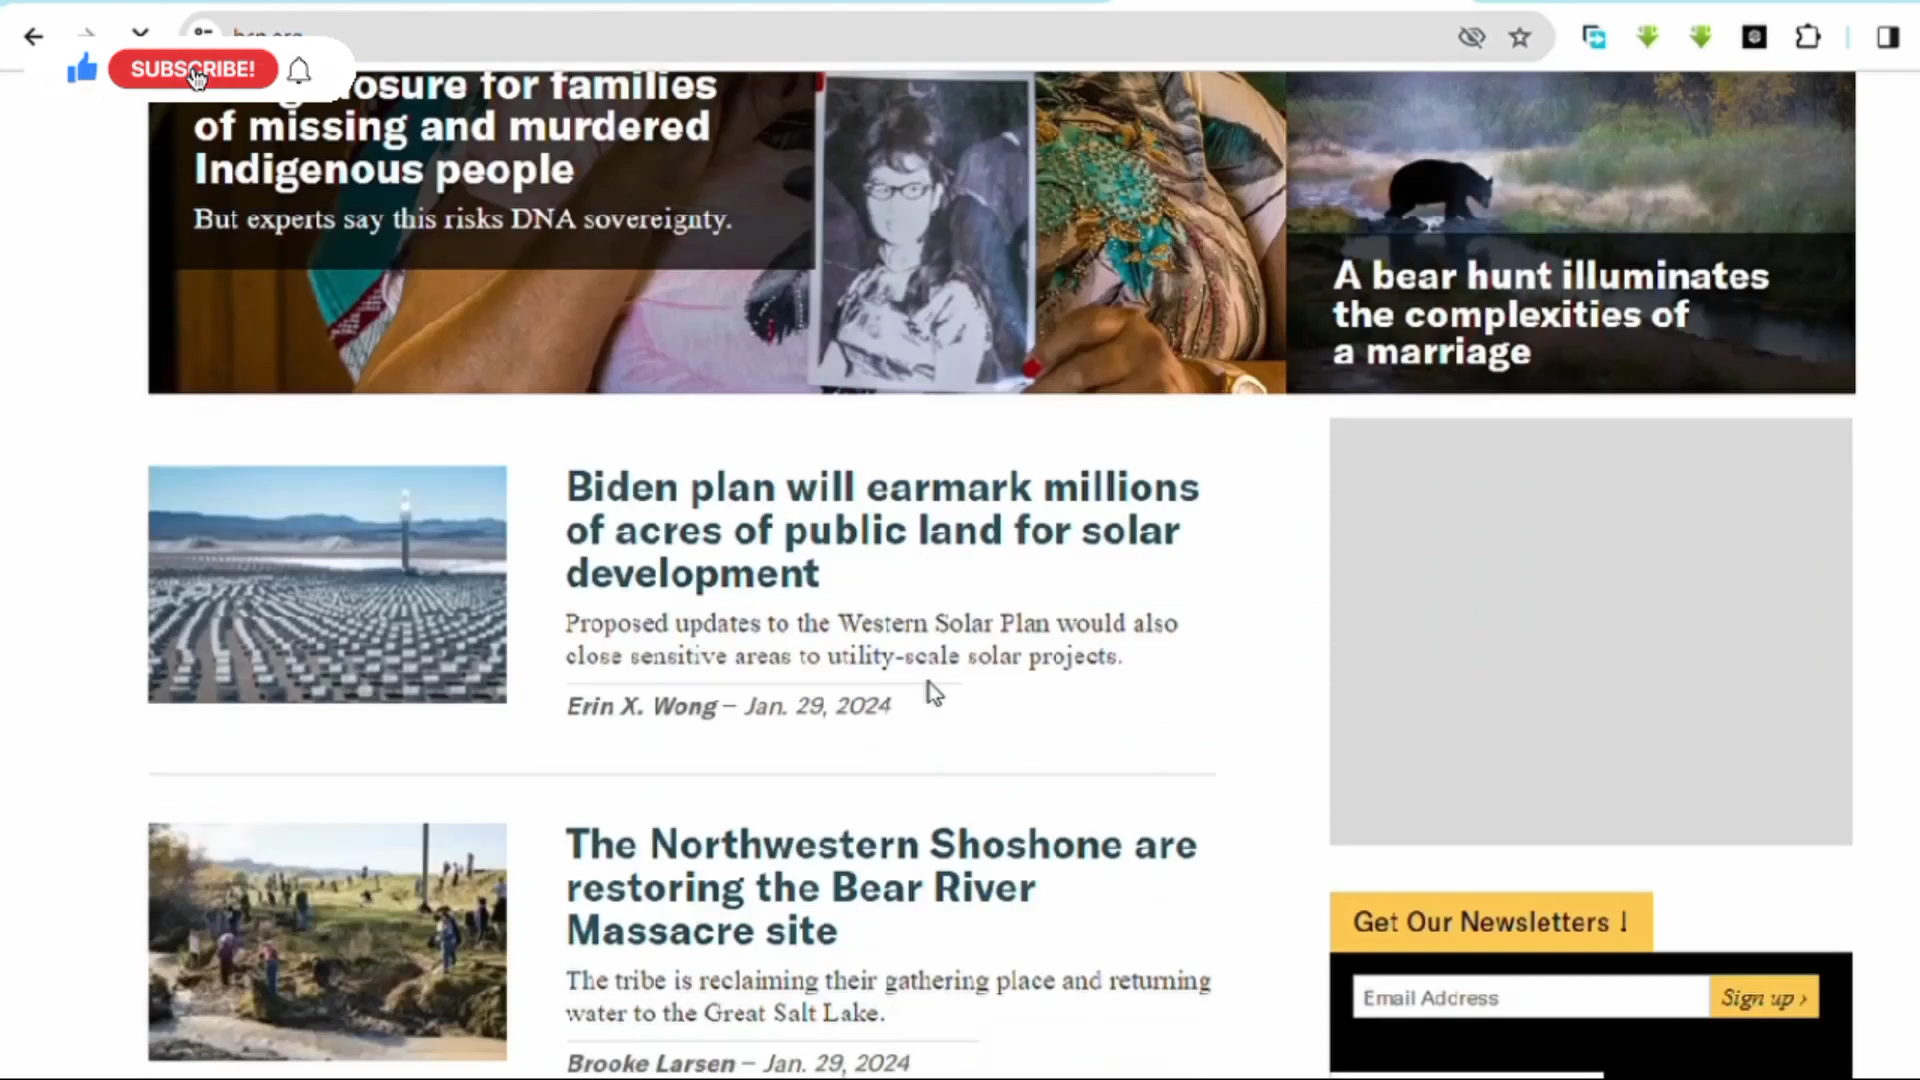 SUBSCRIBE!
osure for families
of missing and murdered
Indigenous people
But experts say this risks DNA sovereignty.
A bear hunt illuminates
the complexities of
a marriage
Biden plan will earmark millions
of acres of public land for solar
development
Proposed updates to the Western Solar Plan would also
close sensitive areas to utility-scale solar projects.
Erin X. Wong – Jan. 29, 2024
The Northwestern Shoshone are
restoring the Bear River
Massacre site
The tribe is reclaiming their gathering place and returning
water to the Great Salt Lake.
Brooke Larsen – Jan. 29, 2024
Get Our Newsletters ↓
Email Address
Sign up ›